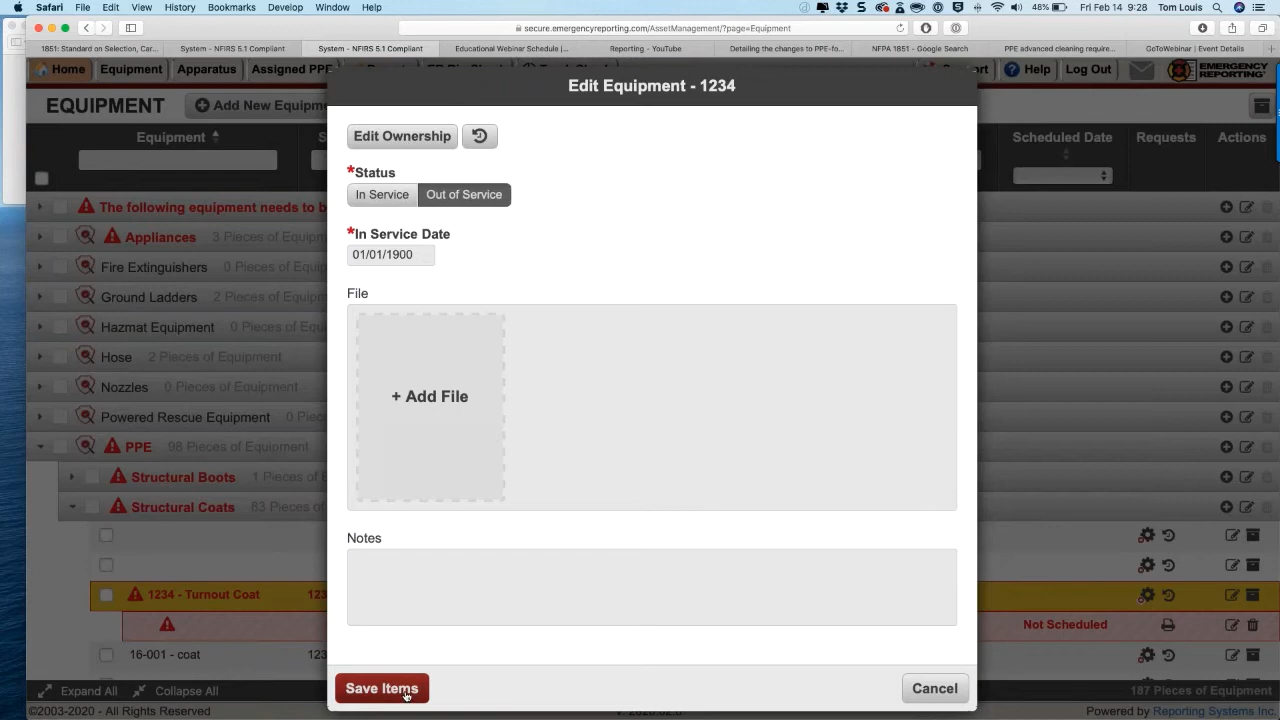 Safari File Edit View History Bookmarks Develop Window Help 48% Fri Feb 14 9:28 Tom Louis
secure.emergencyreporting.com/AssetManagement/?page=Equipment
1851: Standard on Selection, Car... System - NFIRS 5.1 Compliant System - NFIRS 5.1 Compliant Educational Webinar Schedule |... Reporting - YouTube Detailing the changes to PPE-fo... NFPA 1851 - Google Search PPE advanced cleaning require... GoToWebinar | Event Details
Home Equipment Apparatus Assigned PPE Help Log Out EMERGENCY REPORTING
Edit Equipment - 1234
EQUIPMENT Add New Equipm
Equipment Scheduled Date Requests Actions
Edit Ownership
*Status
In Service Out of Service
*In Service Date
01/01/1900
File
+ Add File
Notes
The following equipment needs to b
Appliances 3 Pieces of Equipm
Fire Extinguishers 0 Pieces of Equ
Ground Ladders 2 Pieces of Equip
Hazmat Equipment 0 Pieces of Equ
Hose 2 Pieces of Equipment
Nozzles 0 Pieces of Equipment
Powered Rescue Equipment 0 Piec
PPE 98 Pieces of Equipment
Structural Boots 1 Pieces of E
Structural Coats 83 Pieces of
1234 - Turnout Coat 123
Not Scheduled
16-001 - coat 123
Save Items Cancel
Expand All Collapse All 187 Pieces of Equipment
©2003-2020 - All Rights Reserved Powered by Reporting Systems Inc.